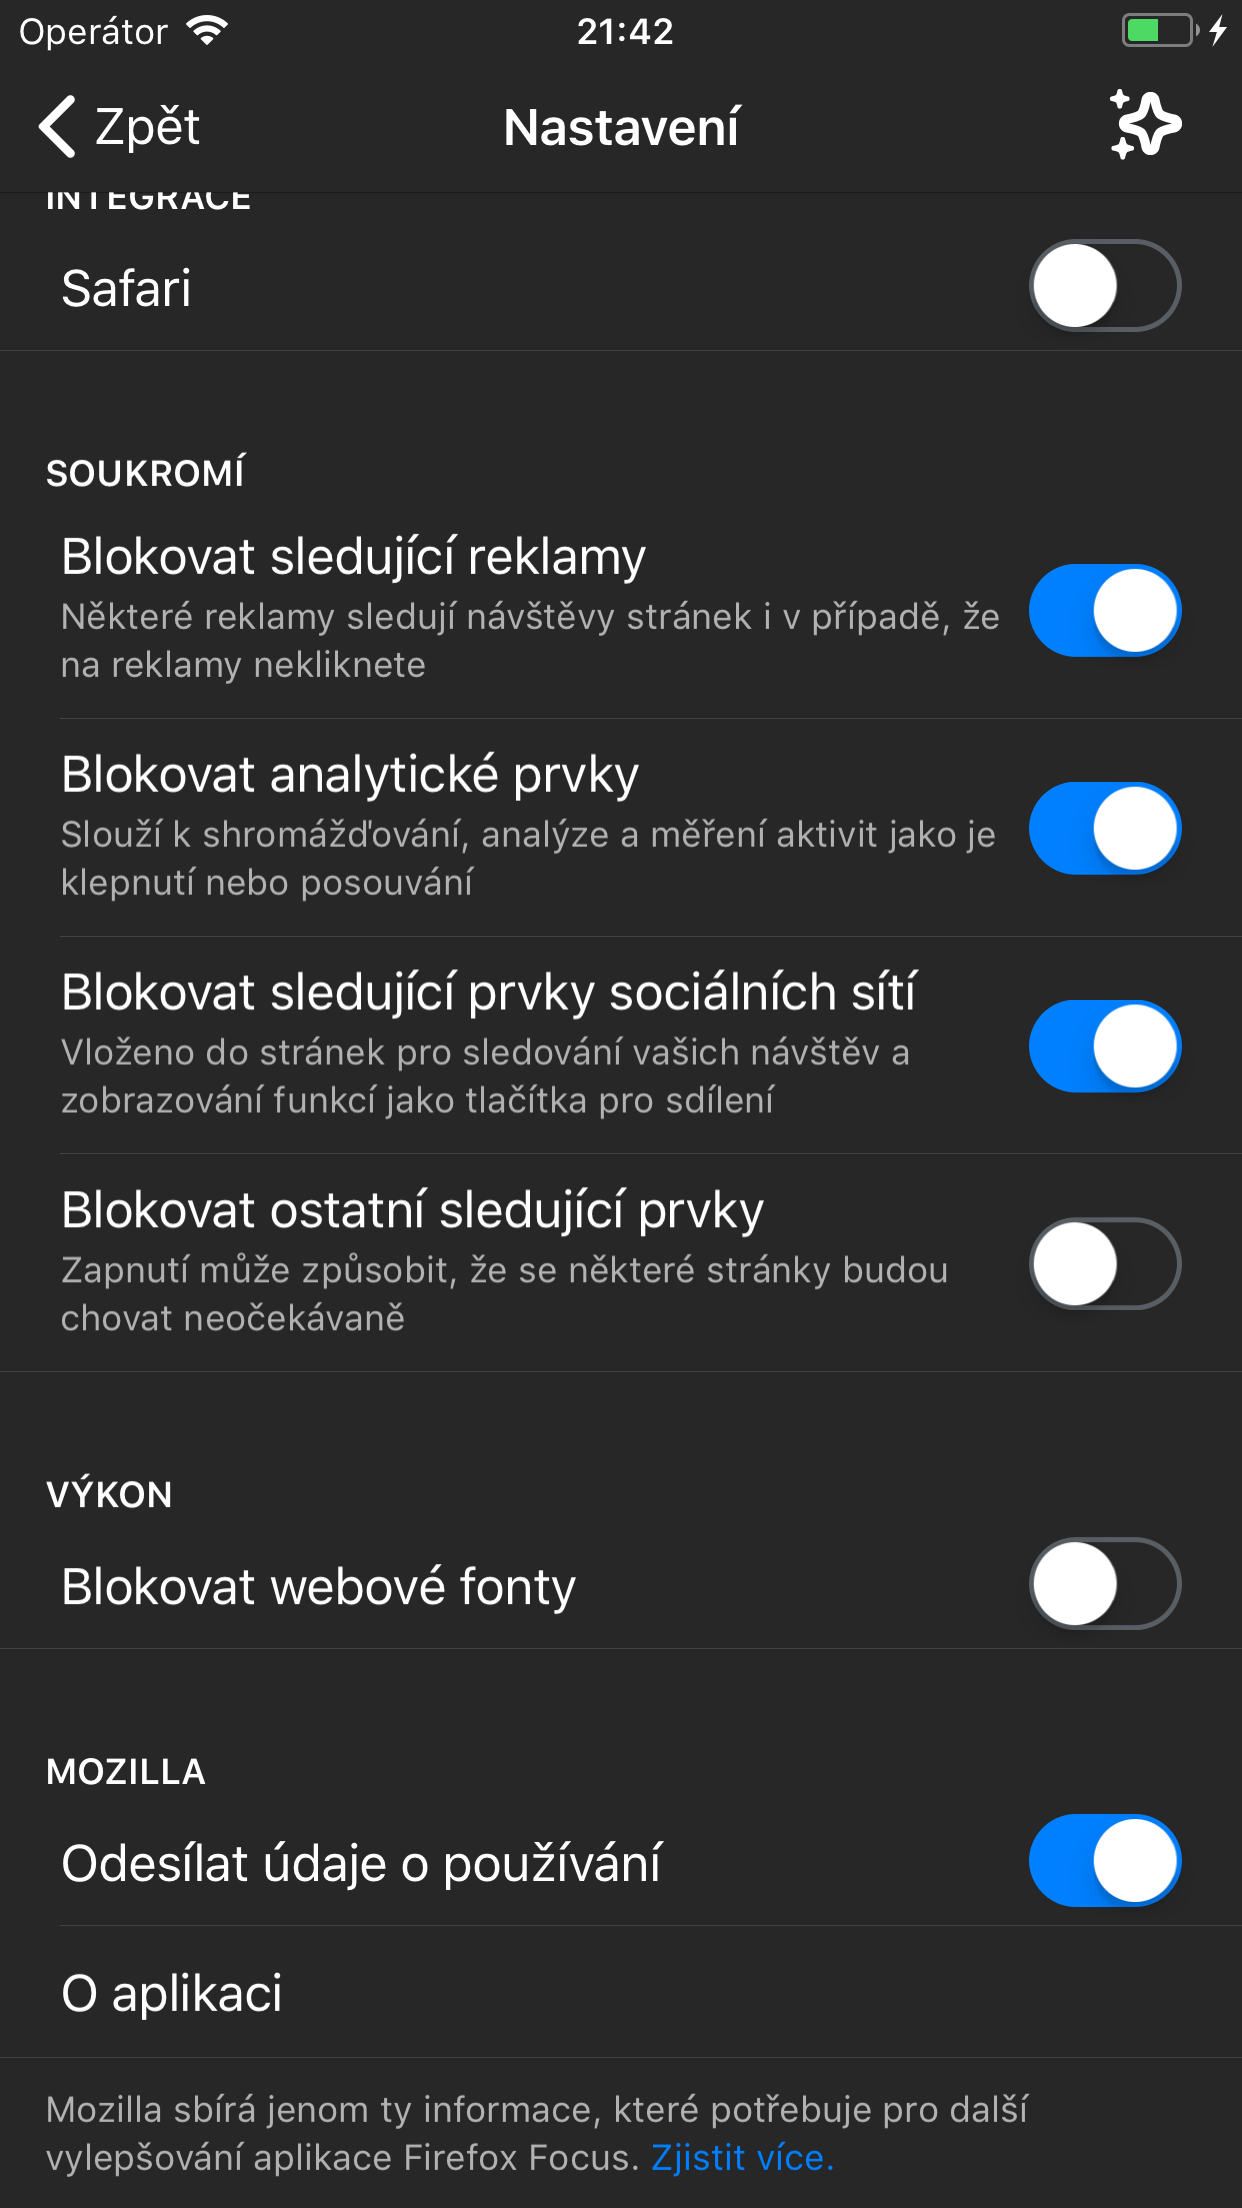 Operátor
21:42
Zpět
Nastavení
INTEGRACE
Safari
SOUKROMÍ
Blokovat sledující reklamy
Některé reklamy sledují návštěvy stránek i v případě, že
na reklamy nekliknete
Blokovat analytické prvky
Slouží k shromážďování, analýze a měření aktivit jako je
klepnutí nebo posouvání
Blokovat sledující prvky sociálních sítí
Vloženo do stránek pro sledování vašich návštěv a
zobrazování funkcí jako tlačítka pro sdílení
Blokovat ostatní sledující prvky
Zapnutí může způsobit, že se některé stránky budou
chovat neočekávaně
VÝKON
Blokovat webové fonty
MOZILLA
Odesílat údaje o používání
O aplikaci
Mozilla sbírá jenom ty informace, které potřebuje pro další
vylepšování aplikace Firefox Focus. Zjistit více.